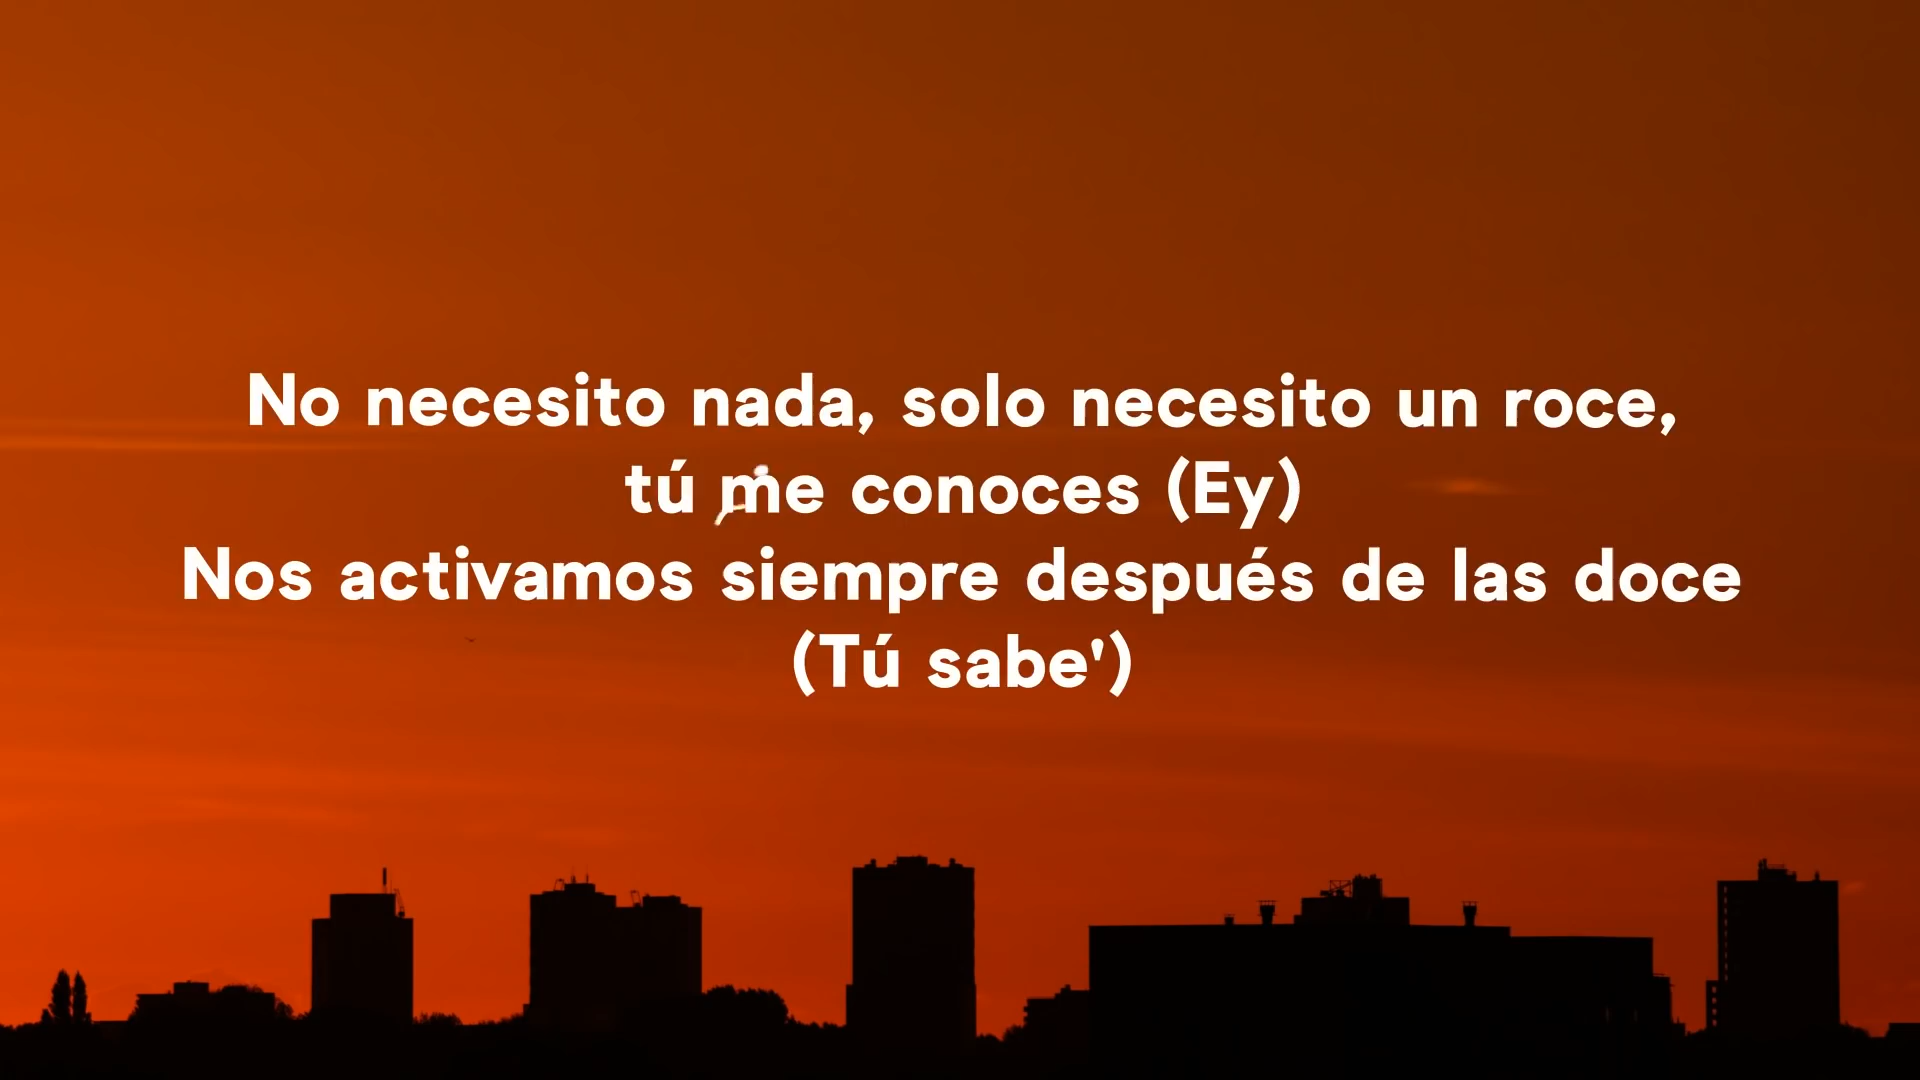 No necesito nada, solo necesito un roce,
tú me conoces (Ey)
Nos activamos siempre después de las doce
(Tú sabe')